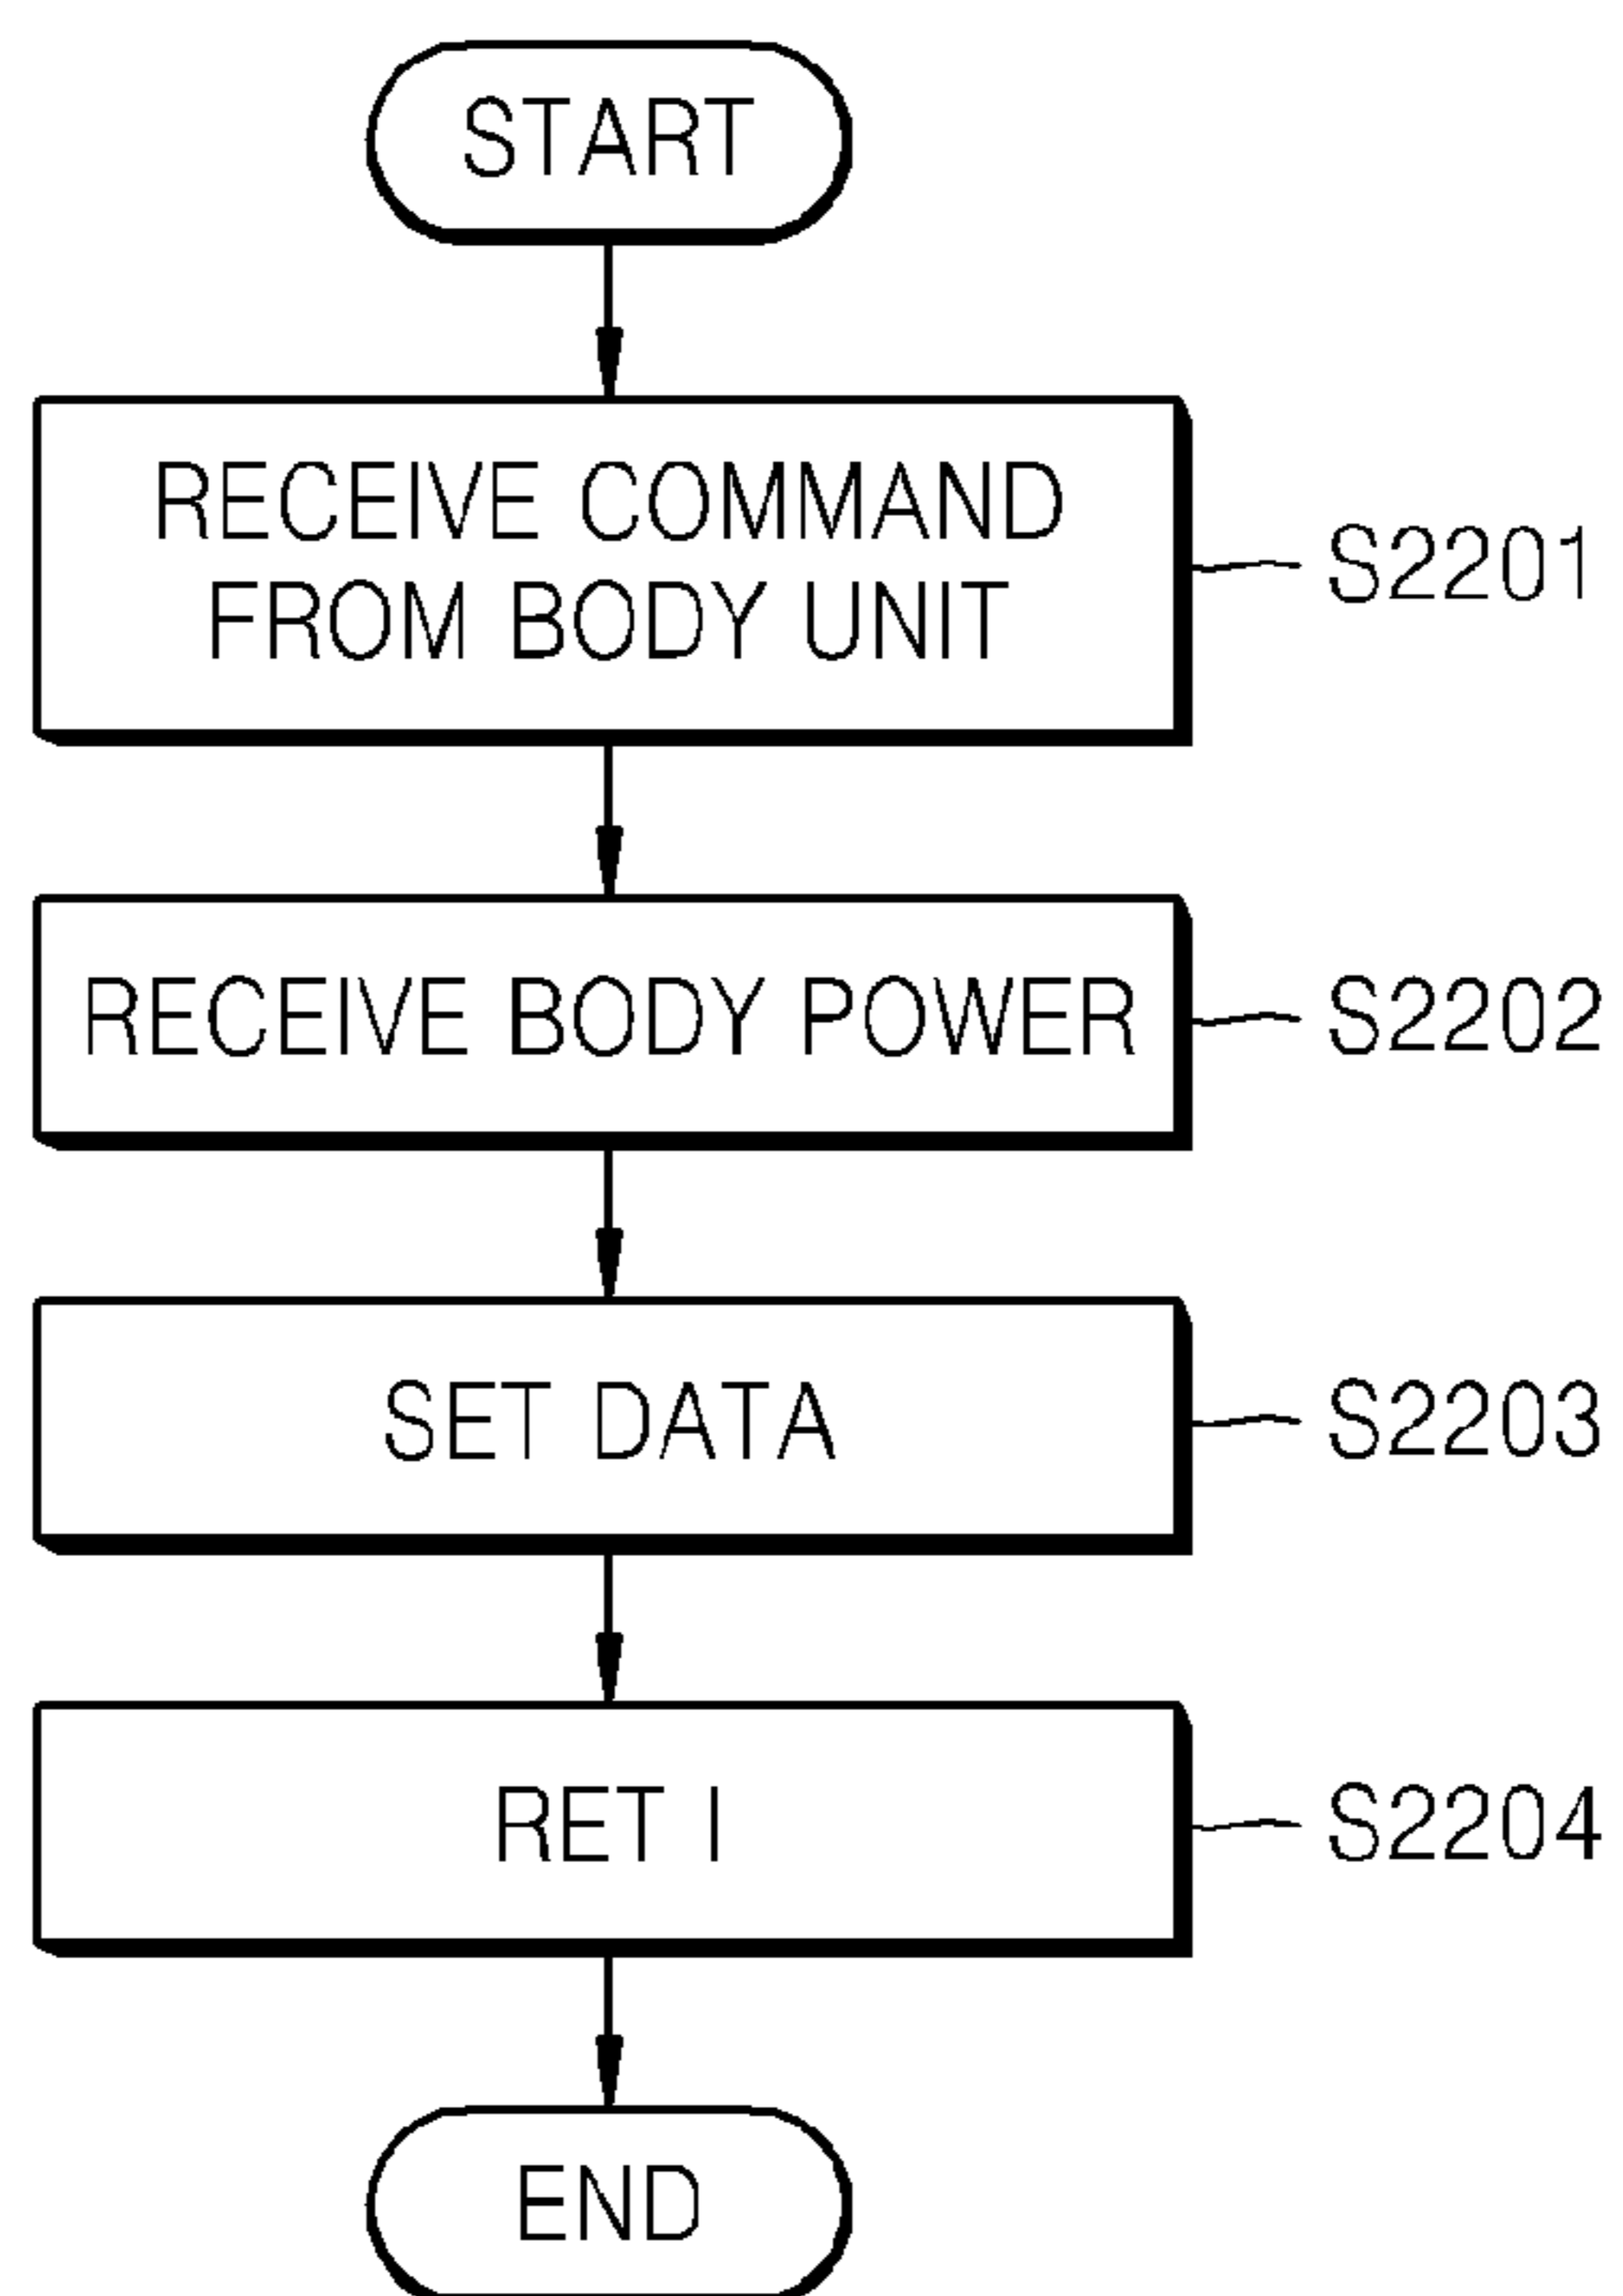 START
RECEIVE COMMAND
FROM BODY UNIT
S2201
RECEIVE BODY POWER
S2202
SET DATA
S2203
RET I
S2204
END